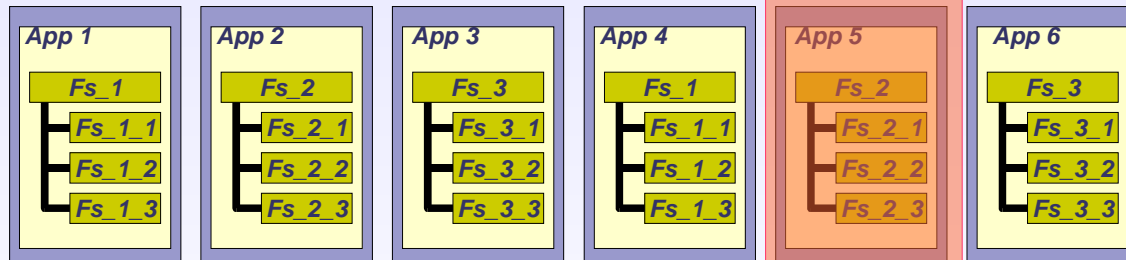 App 1
Fs_1
Fs_1_1
Fs_1_2
Fs_1_3
App 2
Fs_2
Fs_2_1
Fs_2_2
Fs_2_3
App 3
Fs_3
Fs_3_1
Fs_3_2
Fs_3_3
App 4
Fs_1
Fs_1_1
Fs_1_2
Fs_1_3
App 5
Fs_2
Fs_2_1
Fs_2_2
Fs_2_3
App 6
Fs_3
Fs_3_1
Fs_3_2
Fs_3_3